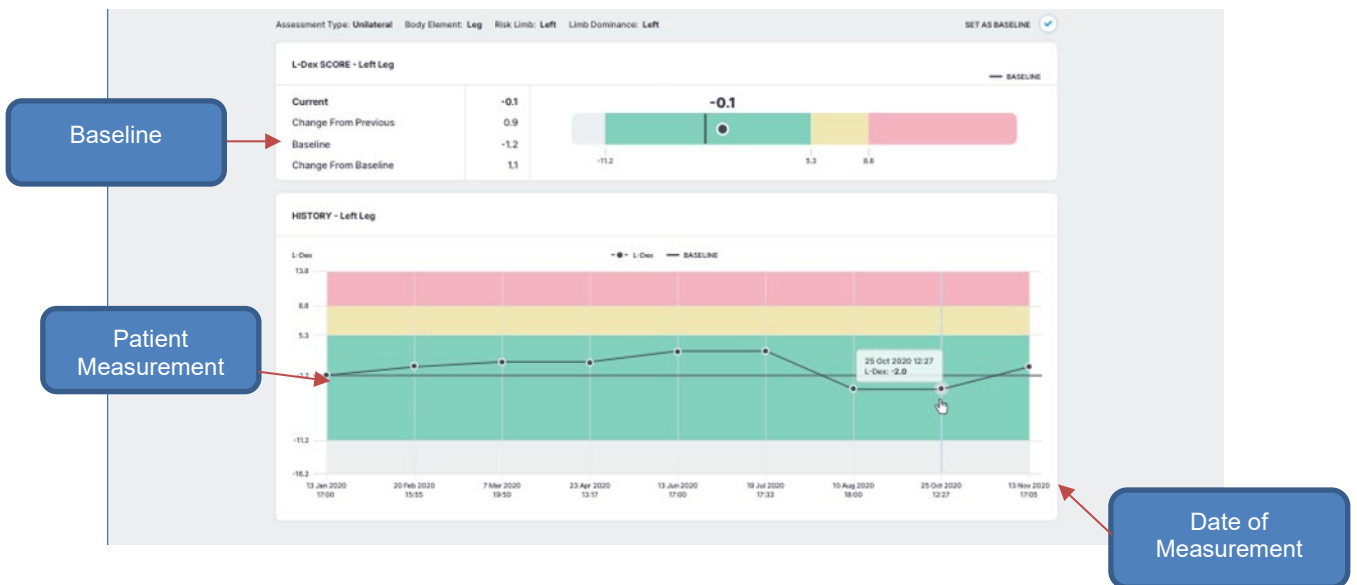 Assessment Type: Unilateral Body Element: Leg Risk Limb: Left Limb Dominance: Left SET AS BASELINE
L-Dex SCORE - Left Leg
BASELINE
Baseline
Current -0.1
Change From Previous 0.9
Baseline -1.2
Change From Baseline 1.1
-0.1
-11.2 5.3 8.8
HISTORY - Left Leg
L-Dex
L-Dex BASELINE
13.8
8.8
5.3
Patient
Measurement
25 Oct 2020 12:27
L-Dex: -2.0
-11.2
-16.2
13 Jan 2020 20 Feb 2020 7 Mar 2020 23 Apr 2020 13 Jun 2020 19 Jul 2020 10 Aug 2020 25 Oct 2020 13 Nov 2020
17:00 15:55 19:50 13:17 17:00 17:33 18:00 12:27 17:05
Date of
Measurement